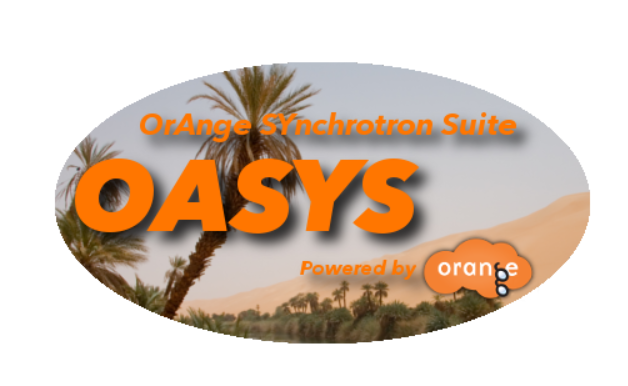 OrAnge SYnchrotron Suite
OASYS
Powered by orange